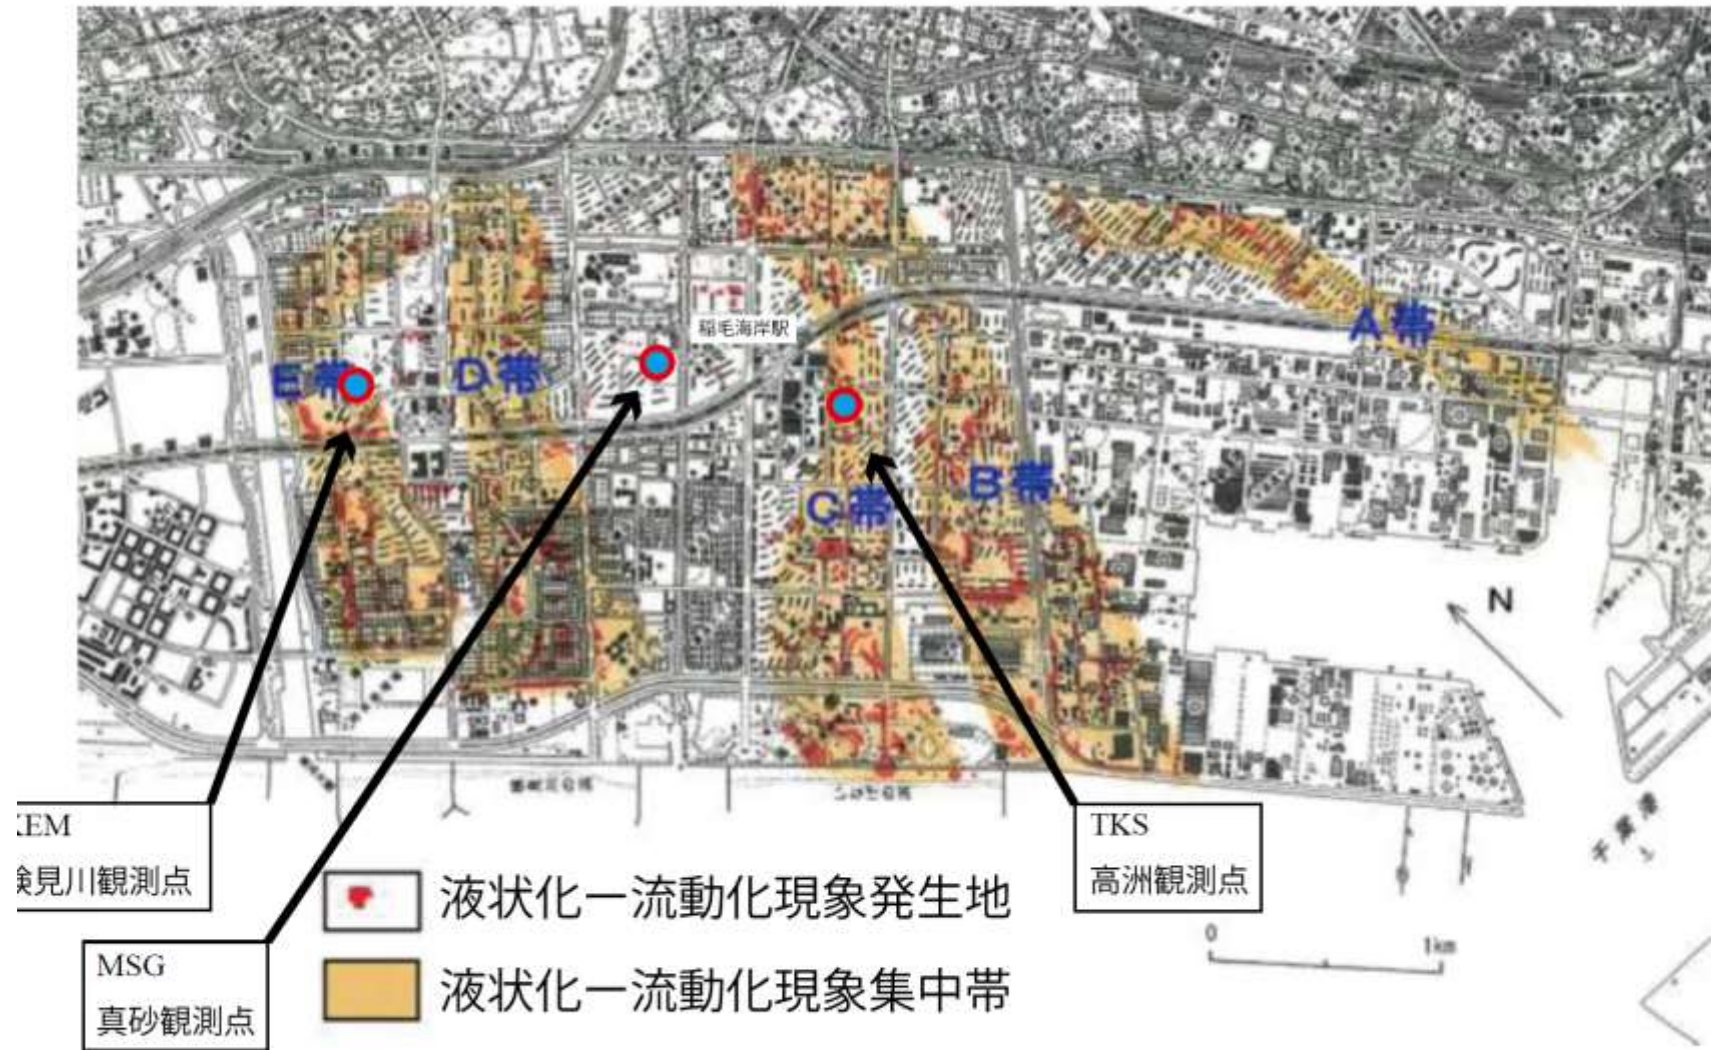 稲毛海岸駅
A帯
E帯
D帯
B帯
C帯
N
KEM
検見川観測点
MSG
真砂観測点
TKS
高洲観測点
液状化ー流動化現象発生地
液状化ー流動化現象集中帯
0
1km